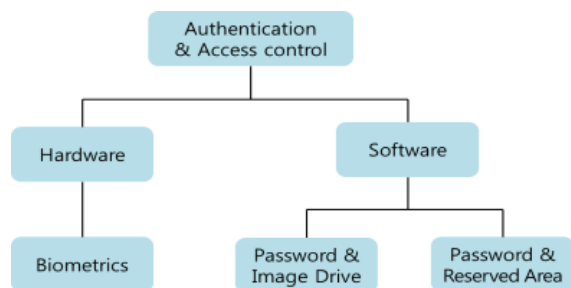 Authentication
& Access control
Hardware
Software
Biometrics
Password &
Image Drive
Password &
Reserved Area